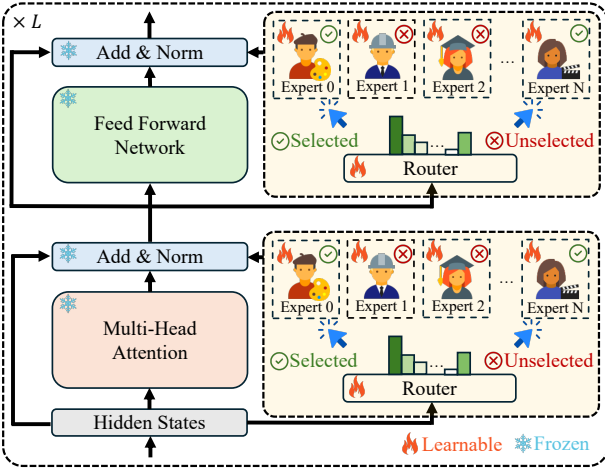 × L
Add & Norm
Feed Forward
Network
Expert 0
Expert 1
Expert 2
...
Expert N
Selected
...
Unselected
Router
Add & Norm
Multi-Head
Attention
Hidden States
Expert 0
Expert 1
Expert 2
...
Expert N
Selected
...
Unselected
Router
Learnable
Frozen